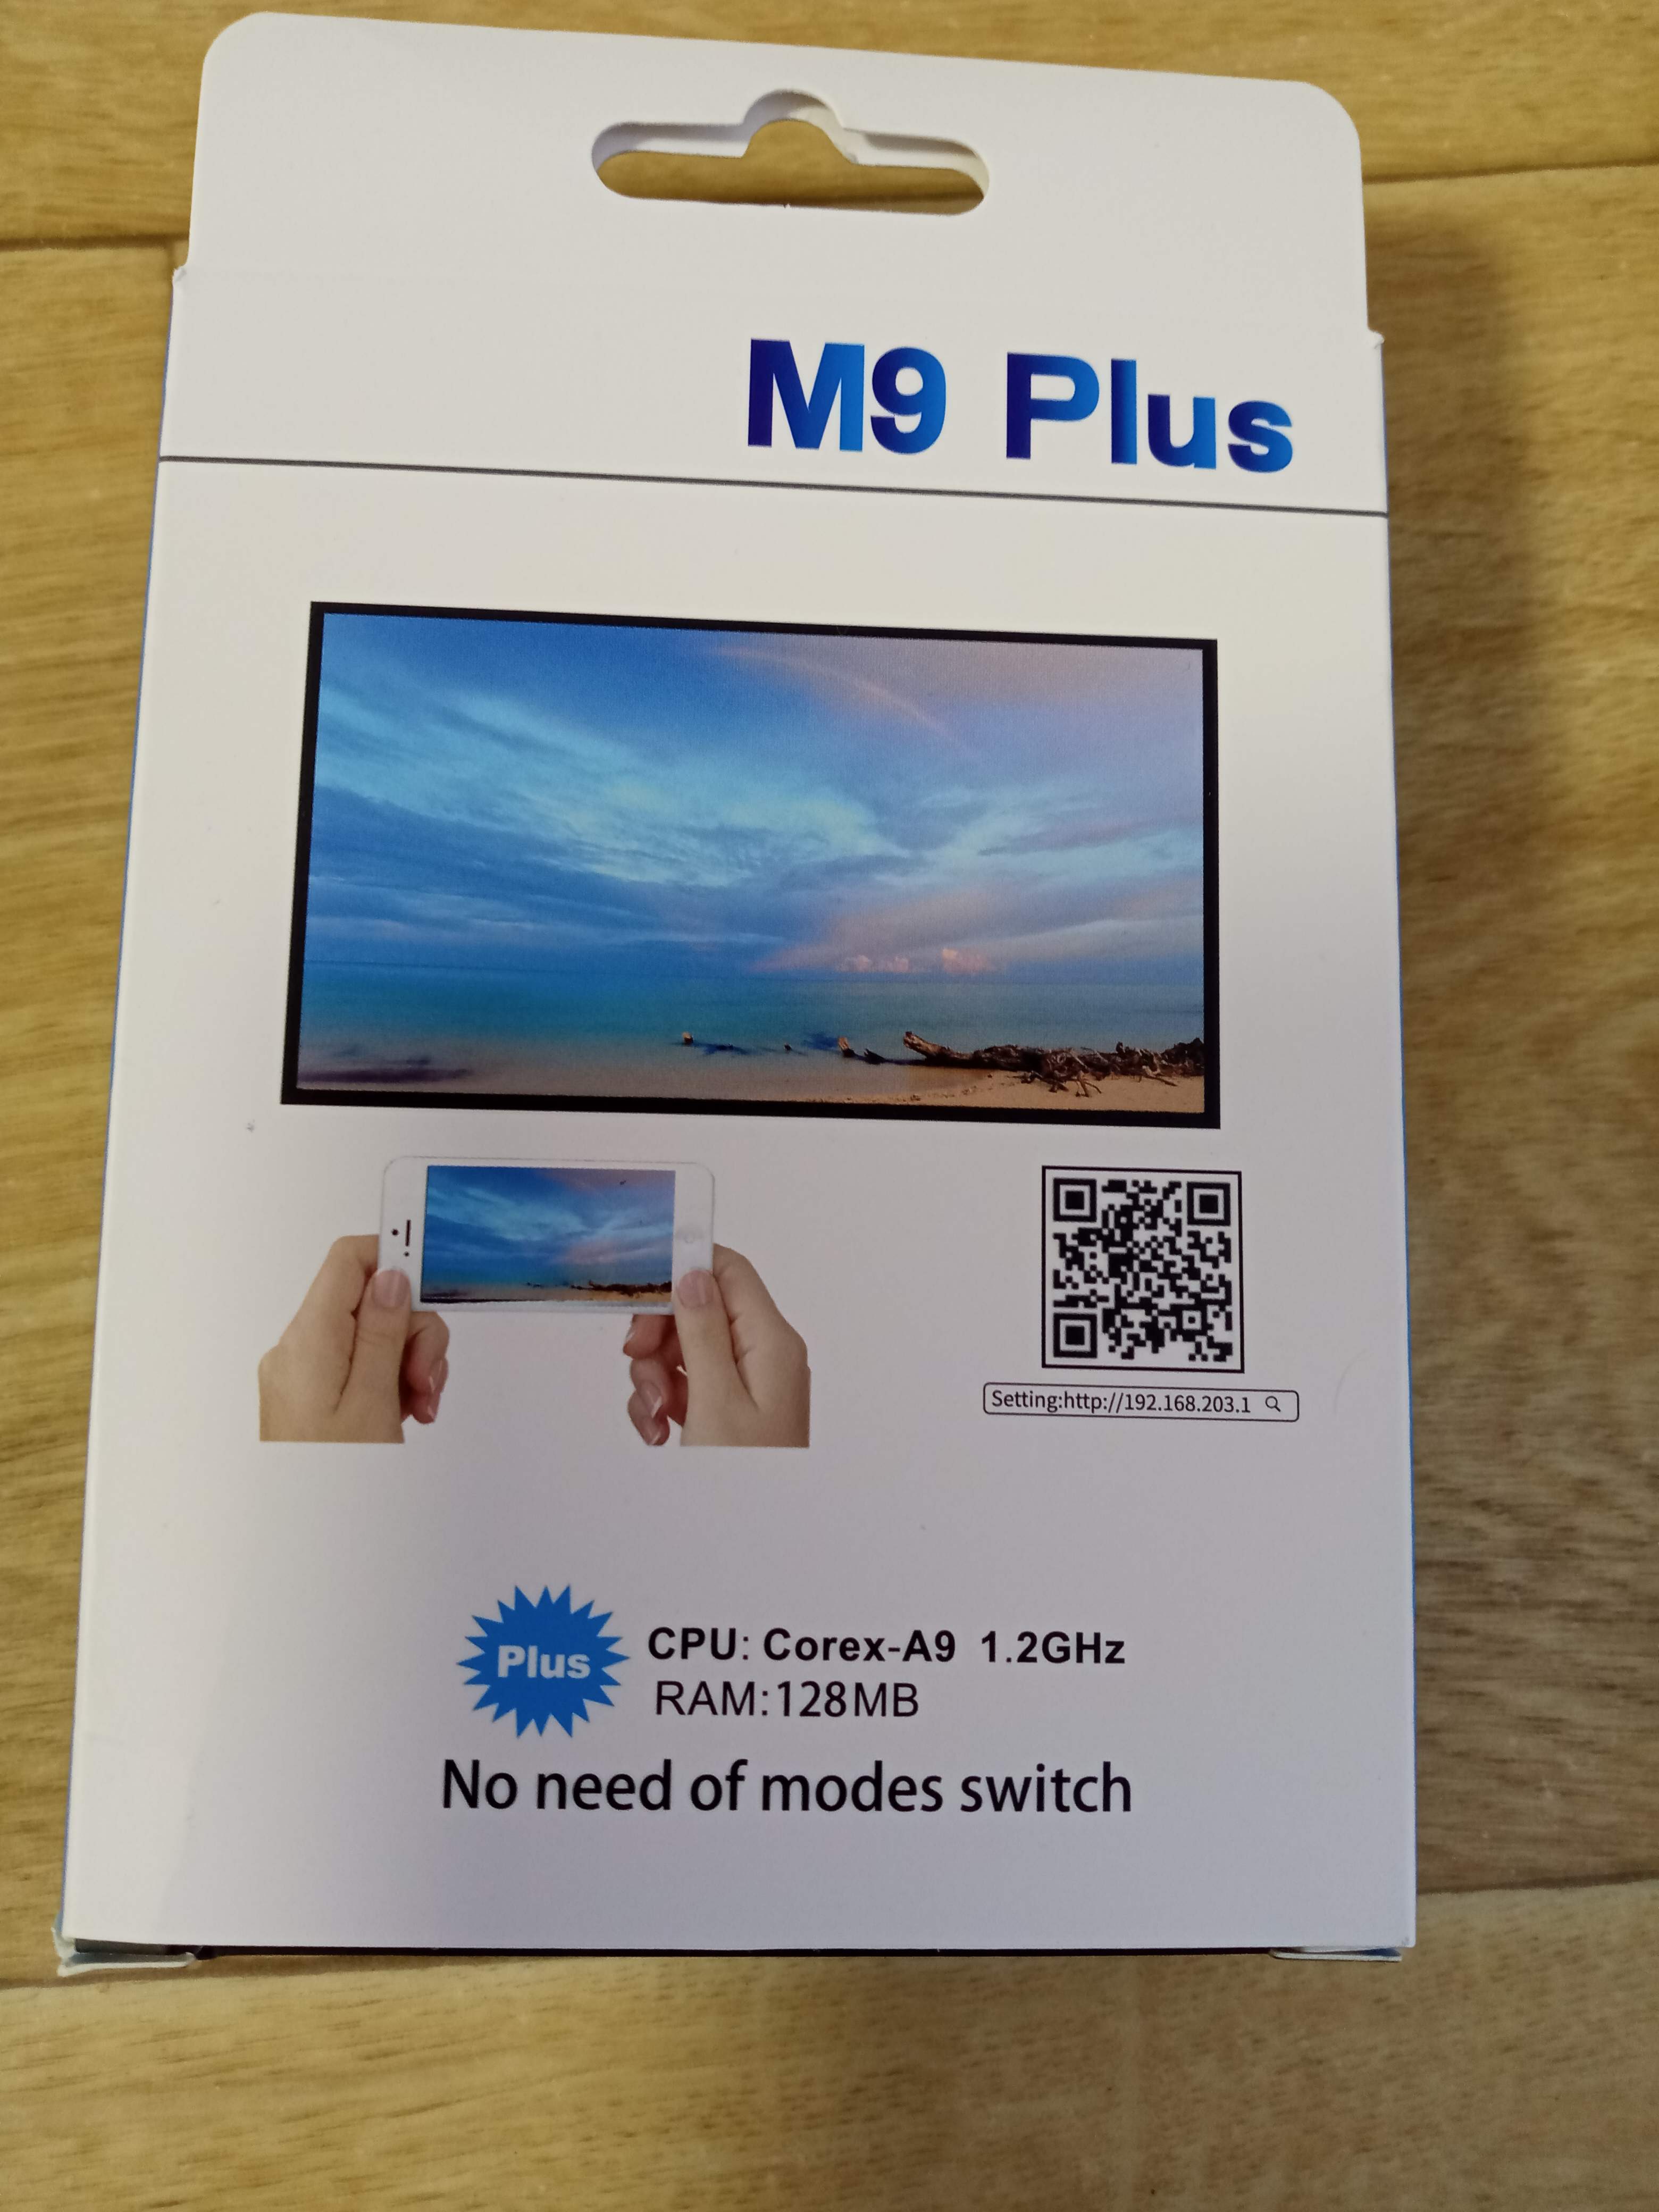 M9 Plus
Setting:http://192.168.203.1
Plus
CPU: Corex-A9 1.2GHz
RAM:128MB
No need of modes switch